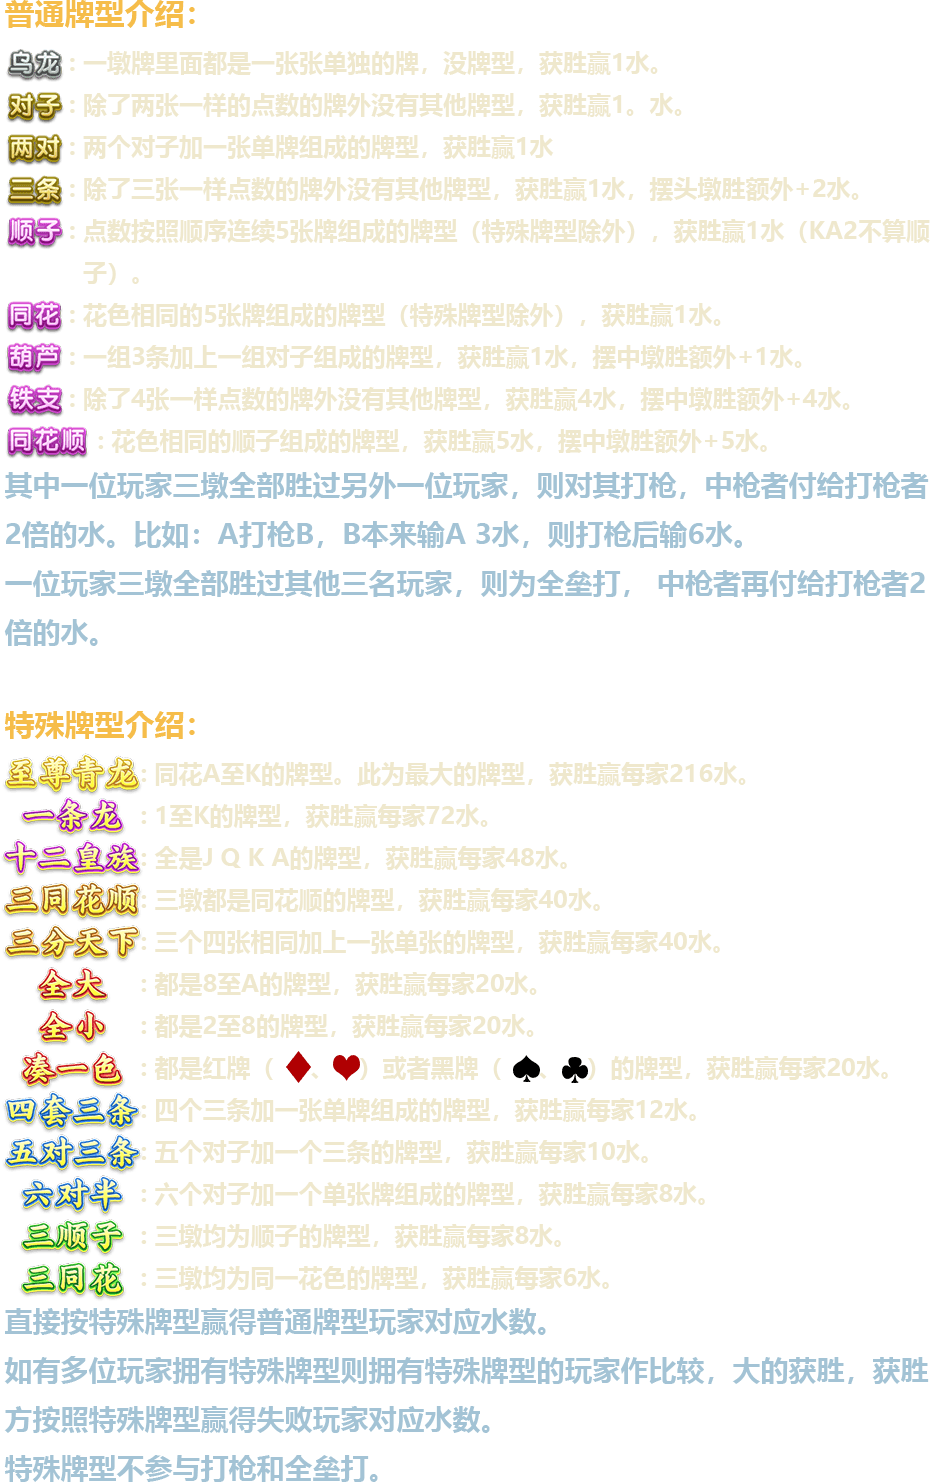 普通牌型介绍：
乌龙：一墩牌里面都是一张张单独的牌，没牌型，获胜赢1水。
对子：除了两张一样的点数的牌外没有其他牌型，获胜赢1。水。
两对：两个对子加一张单牌组成的牌型，获胜赢1水
三条：除了三张一样点数的牌外没有其他牌型，获胜赢1水，摆头墩胜额外+2水。
顺子：点数按照顺序连续5张牌组成的牌型（特殊牌型除外），获胜赢1水（KA2不算顺
子）。
同花：花色相同的5张牌组成的牌型（特殊牌型除外），获胜赢1水。
葫芦：一组3条加上一组对子组成的牌型，获胜赢1水，摆中墩胜额外+1水。
铁支：除了4张一样点数的牌外没有其他牌型，获胜赢4水，摆中墩胜额外+4水。
同花顺：花色相同的顺子组成的牌型，获胜赢5水，摆中墩胜额外+5水。
其中一位玩家三墩全部胜过另外一位玩家，则对其打枪，中枪者付给打枪者
2倍的水。比如：A打枪B，B本来输A 3水，则打枪后输6水。
一位玩家三墩全部胜过其他三名玩家，则为全垒打， 中枪者再付给打枪者2
倍的水。
特殊牌型介绍：
至尊青龙：同花A至K的牌型。此为最大的牌型，获胜赢每家216水。
一条龙：1至K的牌型，获胜赢每家72水。
十二皇族：全是J Q K A的牌型，获胜赢每家48水。
三同花顺：三墩都是同花顺的牌型，获胜赢每家40水。
三分天下：三个四张相同加上一张单张的牌型，获胜赢每家40水。
全大：都是8至A的牌型，获胜赢每家20水。
全小：都是2至8的牌型，获胜赢每家20水。
凑一色：都是红牌（♦、♥）或者黑牌（♠、♣）的牌型，获胜赢每家20水。
四套三条：四个三条加一张单牌组成的牌型，获胜赢每家12水。
五对三条：五个对子加一个三条的牌型，获胜赢每家10水。
六对半：六个对子加一个单张牌组成的牌型，获胜赢每家8水。
三顺子：三墩均为顺子的牌型，获胜赢每家8水。
三同花：三墩均为同一花色的牌型，获胜赢每家6水。
直接按特殊牌型赢得普通牌型玩家对应水数。
如有多位玩家拥有特殊牌型则拥有特殊牌型的玩家作比较，大的获胜，获胜
方按照特殊牌型赢得失败玩家对应水数。
特殊牌型不参与打枪和全垒打。